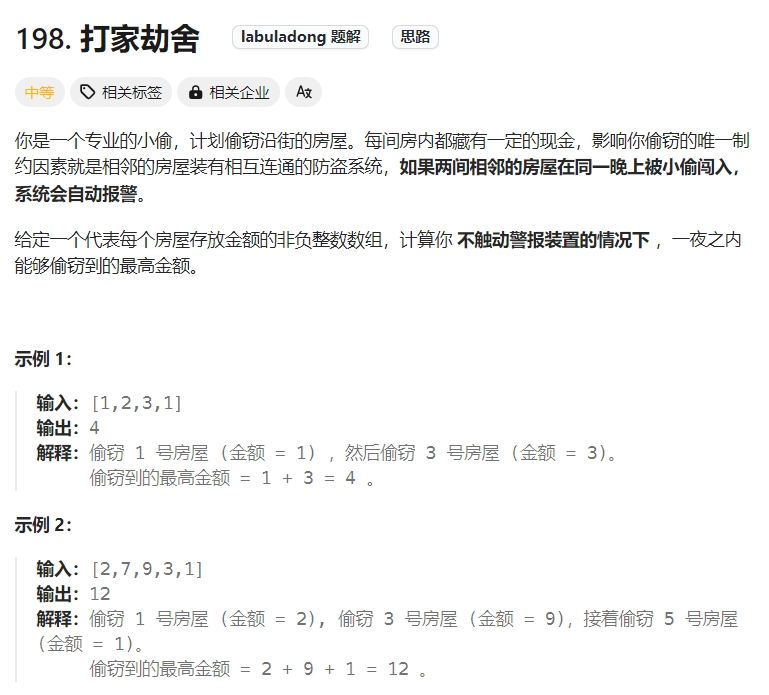 198. 打家劫舍 labuladong 题解 思路
中等 相关标签 相关企业 Aあ
你是一个专业的小偷，计划偷窃沿街的房屋。每间房内都藏有一定的现金，影响你偷窃的唯一制
约因素就是相邻的房屋装有相互连通的防盗系统，如果两间相邻的房屋在同一晚上被小偷闯入，
系统会自动报警。
给定一个代表每个房屋存放金额的非负整数数组，计算你 不触动警报装置的情况下 ，一夜之内
能够偷窃到的最高金额。
示例 1：
输入：[1,2,3,1]
输出：4
解释：偷窃 1 号房屋 (金额 = 1) ，然后偷窃 3 号房屋 (金额 = 3)。
偷窃到的最高金额 = 1 + 3 = 4 。
示例 2：
输入：[2,7,9,3,1]
输出：12
解释：偷窃 1 号房屋 (金额 = 2), 偷窃 3 号房屋 (金额 = 9)，接着偷窃 5 号房屋
(金额 = 1)。
偷窃到的最高金额 = 2 + 9 + 1 = 12 。